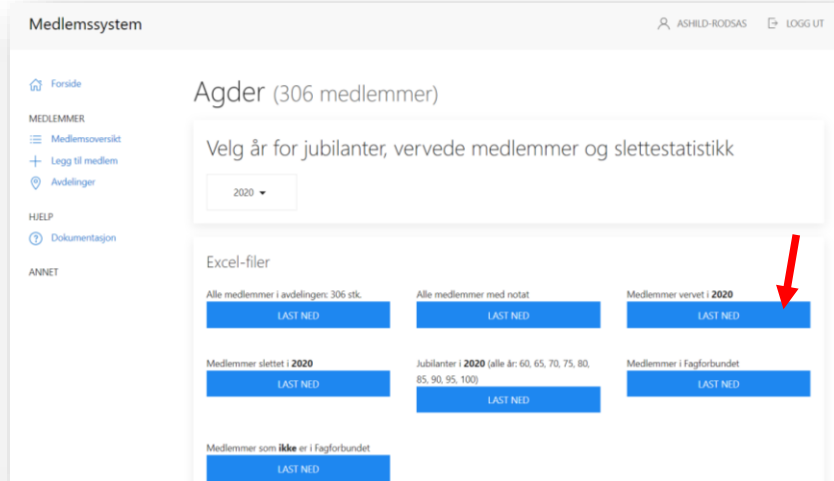 Medlemssystem
ASHILD-RODSAS LOGG UT
Forside
MEDLEMMER
Medlemsoversikt
Legg til medlem
Avdelinger
HJELP
Dokumentasjon
ANNET
Agder (306 medlemmer)
Velg år for jubilanter, vervede medlemmer og slettestatistikk
2020
Excel-filer
Alle medlemmer i avdelingen: 306 stk.
LAST NED
Alle medlemmer med notat
LAST NED
Medlemmer vervet i 2020
LAST NED
Medlemmer slettet i 2020
LAST NED
Jubilanter i 2020 (alle år: 60, 65, 70, 75, 80,
85, 90, 95, 100)
LAST NED
Medlemmer i Fagforbundet
LAST NED
Medlemmer som ikke er i Fagforbundet
LAST NED